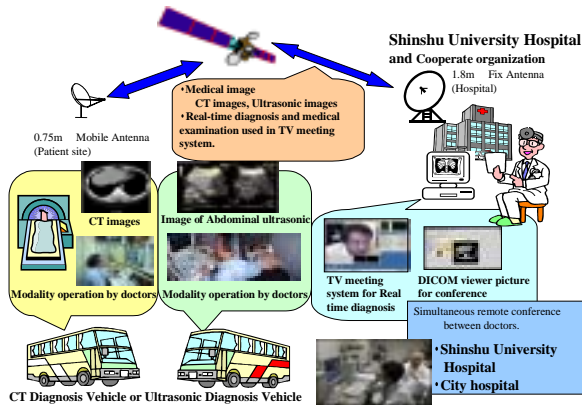 Shinshu University Hospital
and Cooperate organization
1.8m Fix Antenna
(Hospital)
•Medical image
CT images, Ultrasonic images
•Real-time diagnosis and medical
examination used in TV meeting
system.
0.75m Mobile Antenna
(Patient site)
CT images
Modality operation by doctors
Image of Abdominal ultrasonic
Modality operation by doctors
TV meeting
system for Real
time diagnosis
DICOM viewer picture
for conference
Simultaneous remote conference
between doctors.
•Shinshu University
Hospital
•City hospital
CT Diagnosis Vehicle or Ultrasonic Diagnosis Vehicle